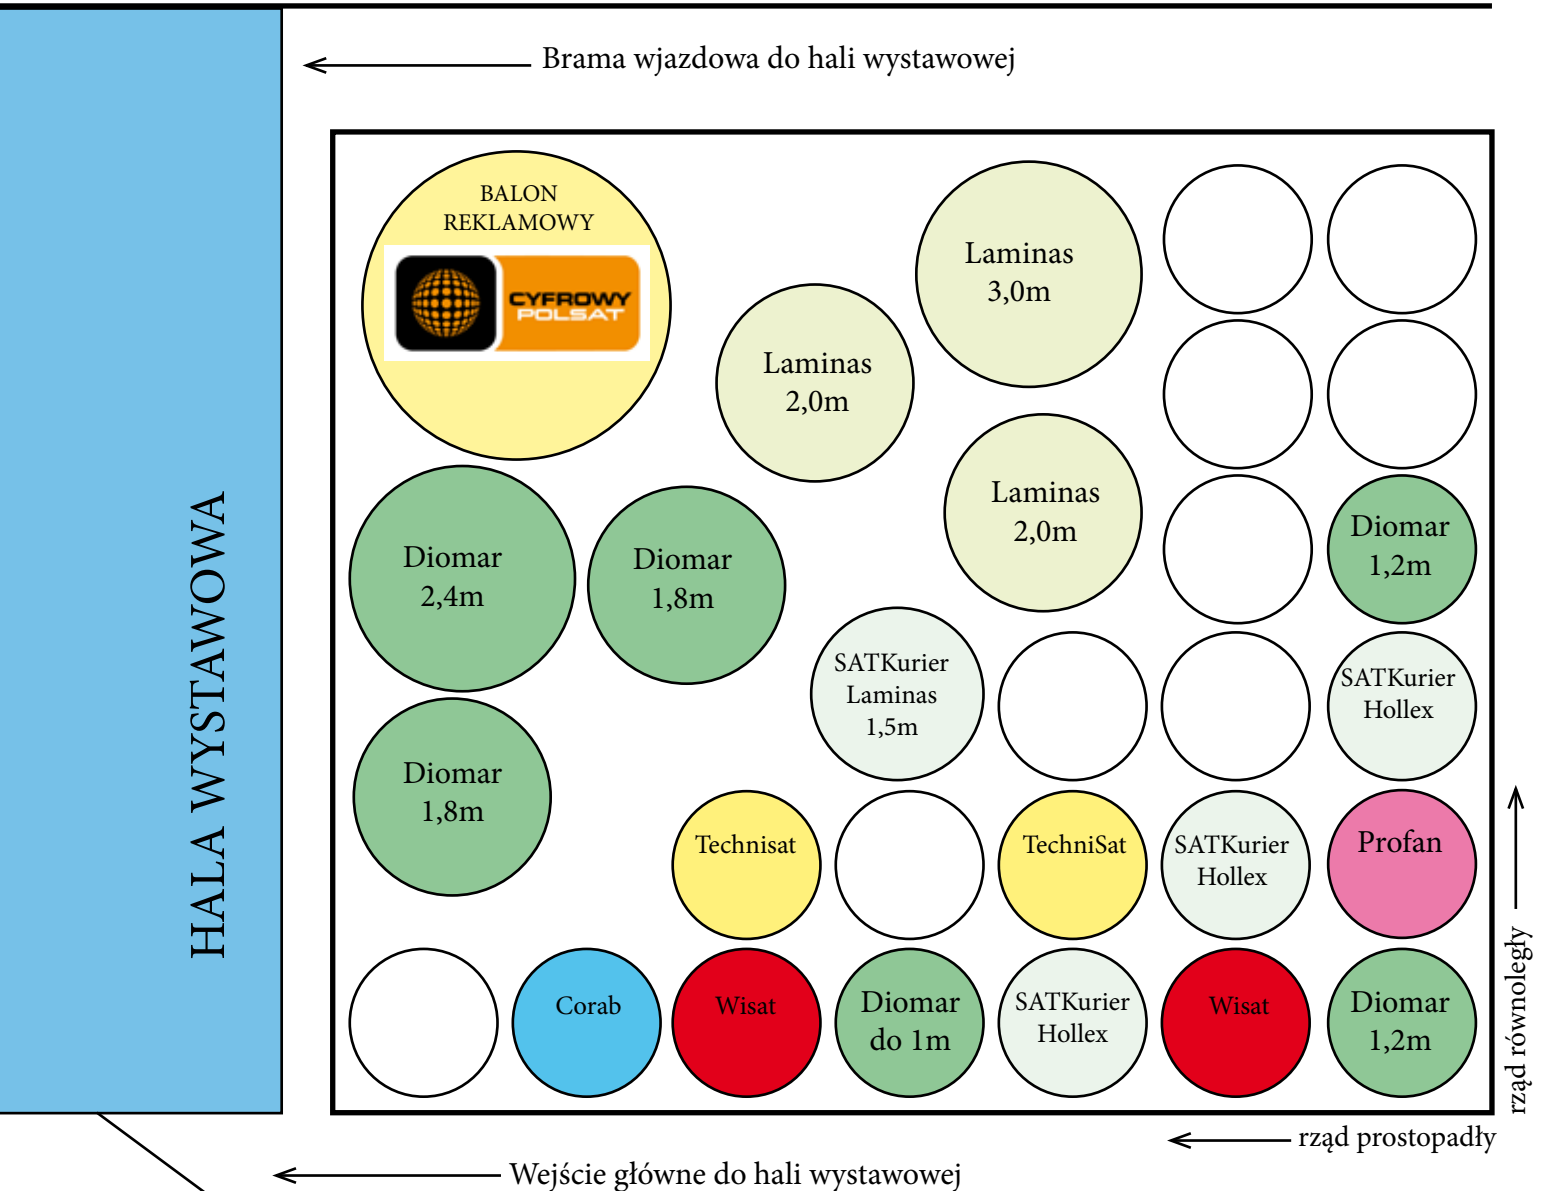 Brama wjazdowa do hali wystawowej
BALON
REKLAMOWY
CYFROWY
POLSAT
Laminas
3,0m
Laminas
2,0m
Laminas
2,0m
Diomar
1,2m
Diomar
2,4m
Diomar
1,8m
HALA WYSTAWOWA
SATKurier
Laminas
1,5m
SATKurier
Hollex
Diomar
1,8m
Technisat
TechniSat
SATKurier
Hollex
Profan
Corab
Wisat
Diomar
do 1m
SATKurier
Hollex
Wisat
Diomar
1,2m
rząd równoległy
rząd prostopadły
Wejście główne do hali wystawowej